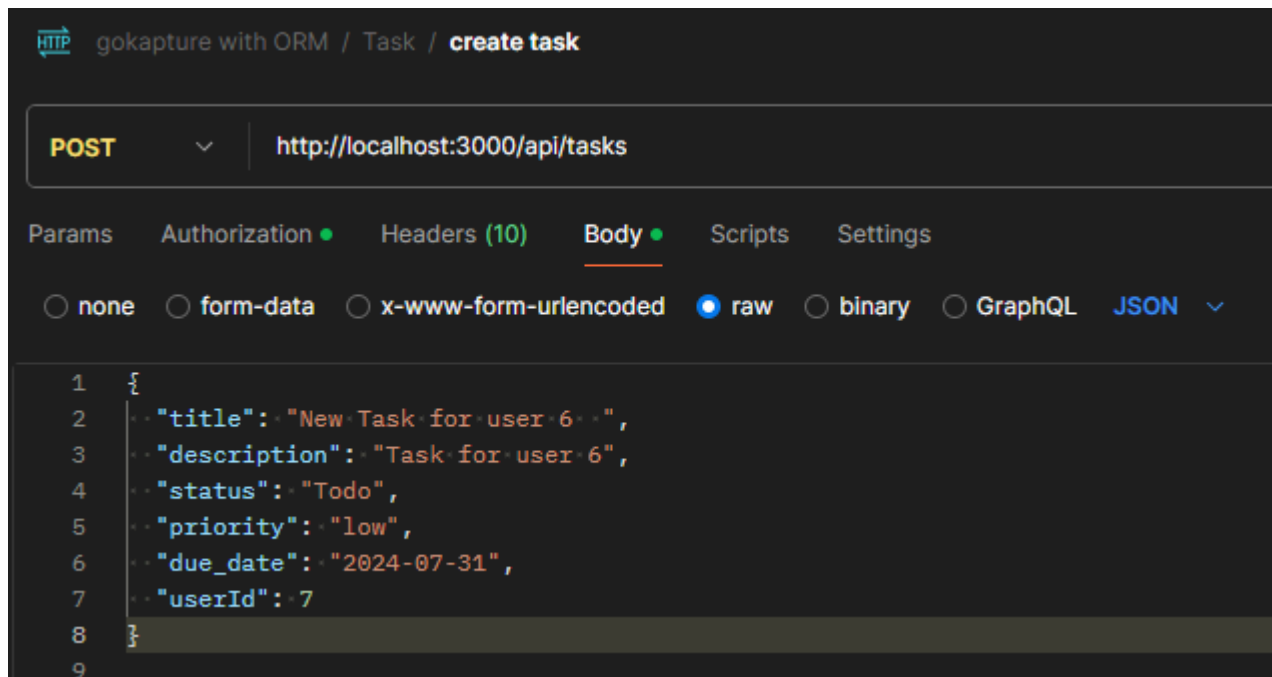 HTTP gokapture with ORM / Task / create task
POST http://localhost:3000/api/tasks
Params Authorization Headers (10) Body Scripts Settings
none form-data x-www-form-urlencoded raw binary GraphQL JSON
1 {
2 "title": "New Task for user 6  ",
3 "description": "Task for user 6",
4 "status": "Todo",
5 "priority": "low",
6 "due_date": "2024-07-31",
7 "userId": 7
8 }
9